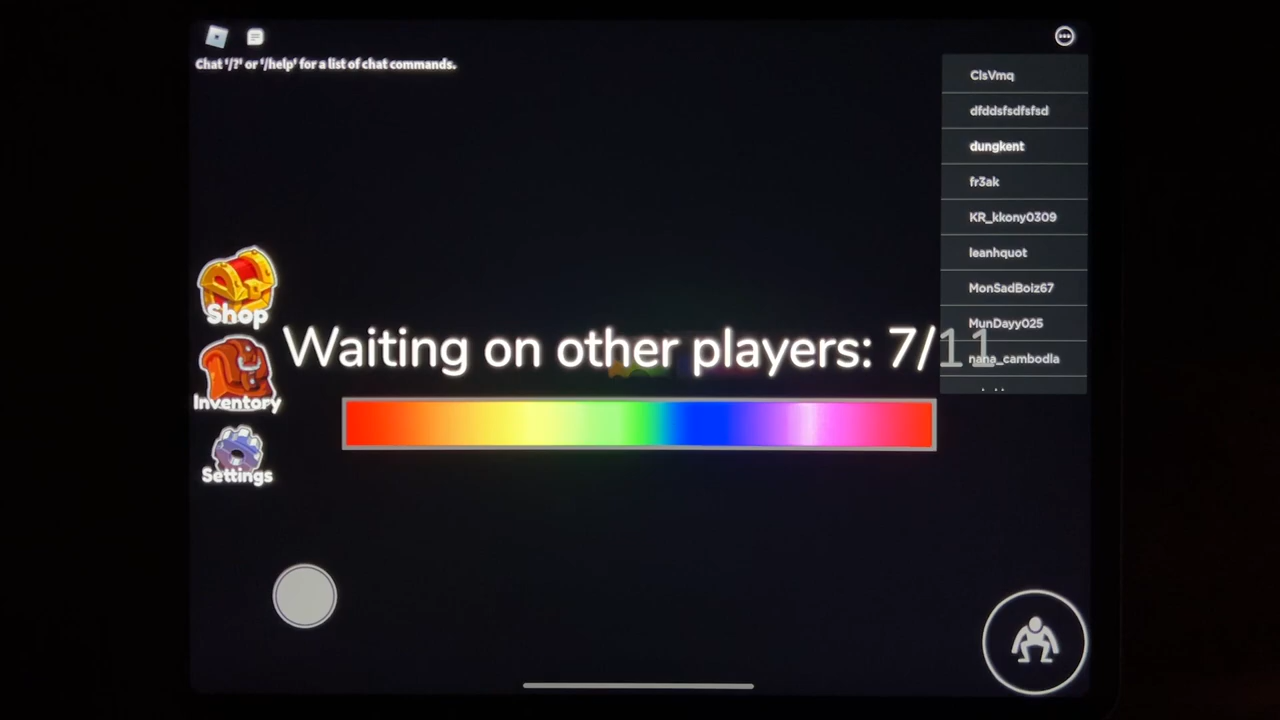 Chat '/?' or '/help' for a list of chat commands.
ClsVmq
dfddsfsdfsfsd
dungkent
fr3ak
KR_kkony0309
leanhquot
MonSadBoiz67
MunDayy025
nana_cambodla
Shop
Inventory
Settings
Waiting on other players: 7/11